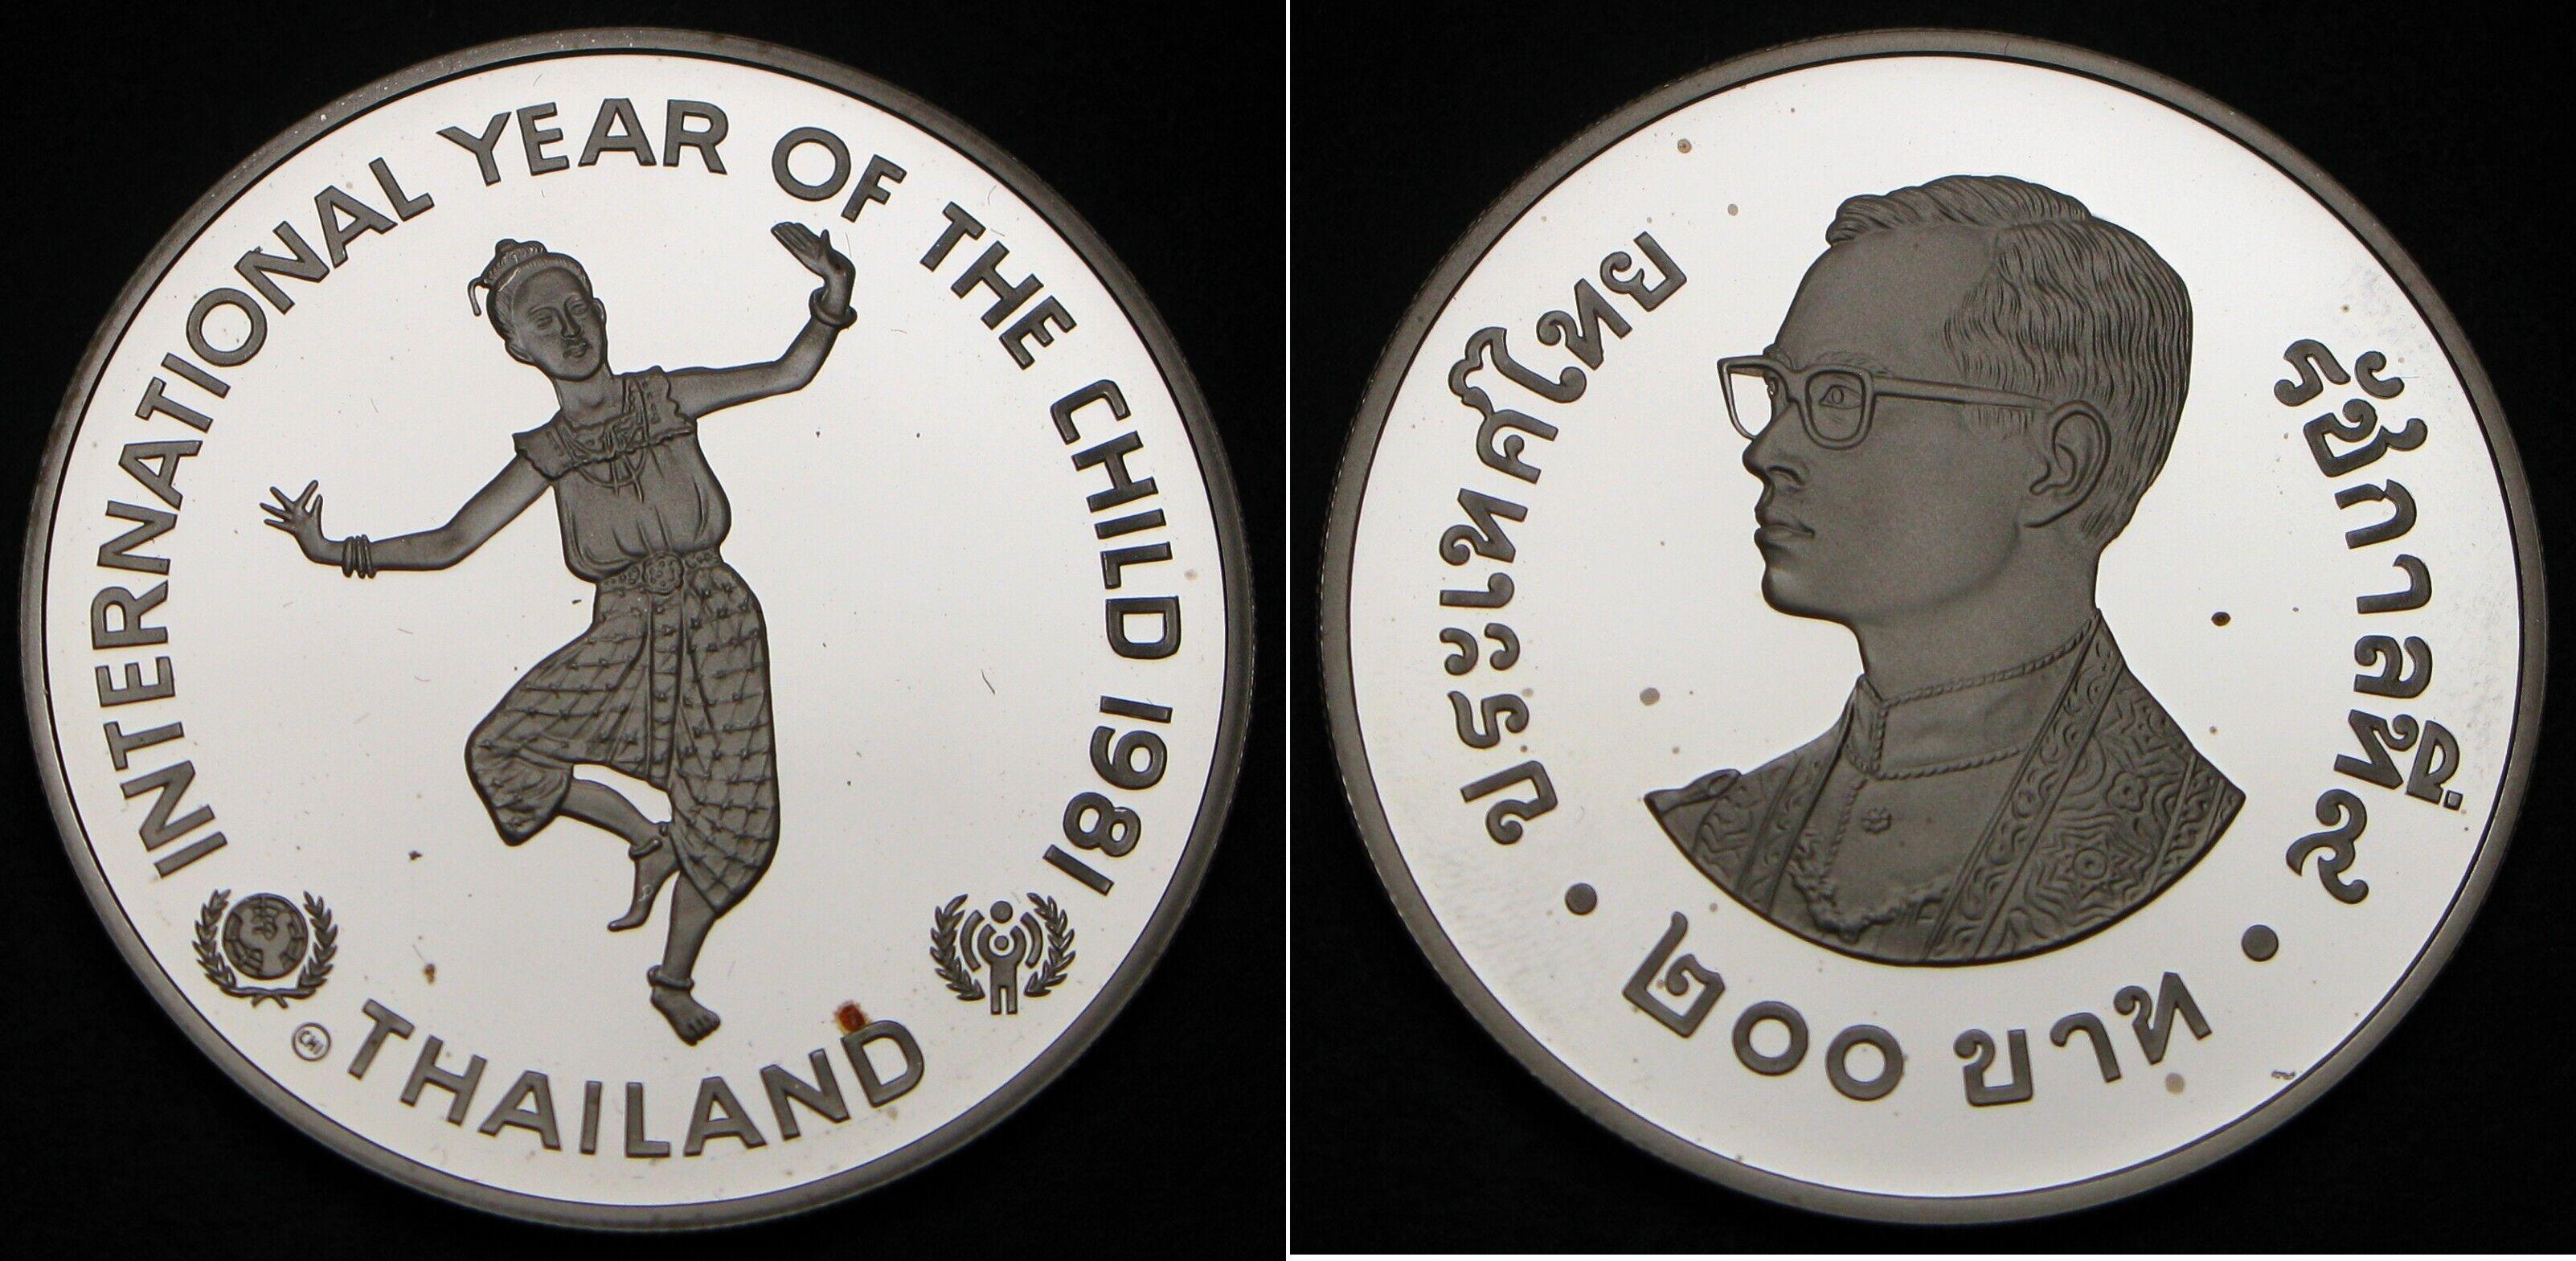 INTERNATIONAL YEAR OF THE CHILD 1981
THAILAND
CHI
ประเทศไทย
รัชกาลที่๙
๒๐๐ บาท